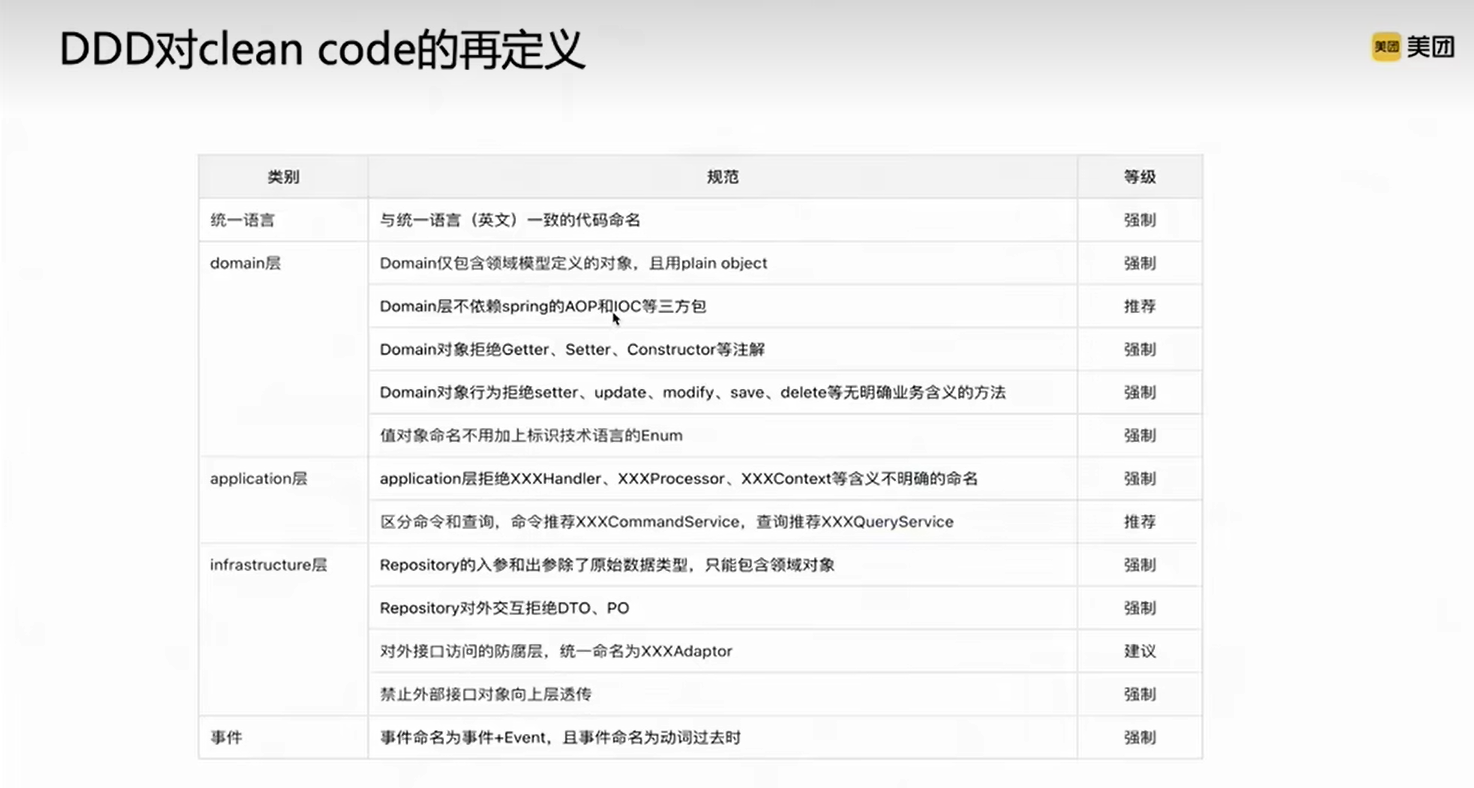 DDD对clean code的再定义
美团 美团
类别 规范 等级
统一语言 与统一语言（英文）一致的代码命名 强制
domain层 Domain仅包含领域模型定义的对象，且用plain object 强制
Domain层不依赖spring的AOP和IOC等三方包 推荐
Domain对象拒绝Getter、Setter、Constructor等注解 强制
Domain对象行为拒绝setter、update、modify、save、delete等无明确业务含义的方法 强制
值对象命名不用加上标识技术语言的Enum 强制
application层 application层拒绝XXXHandler、XXXProcessor、XXXContext等含义不明确的命名 强制
区分命令和查询，命令推荐XXXCommandService，查询推荐XXXQueryService 推荐
infrastructure层 Repository的入参和出参除了原始数据类型，只能包含领域对象 强制
Repository对外交互拒绝DTO、PO 强制
对外接口访问的防腐层，统一命名为XXXAdaptor 建议
禁止外部接口对象向上层透传 强制
事件 事件命名为事件+Event，且事件命名为动词过去时 强制